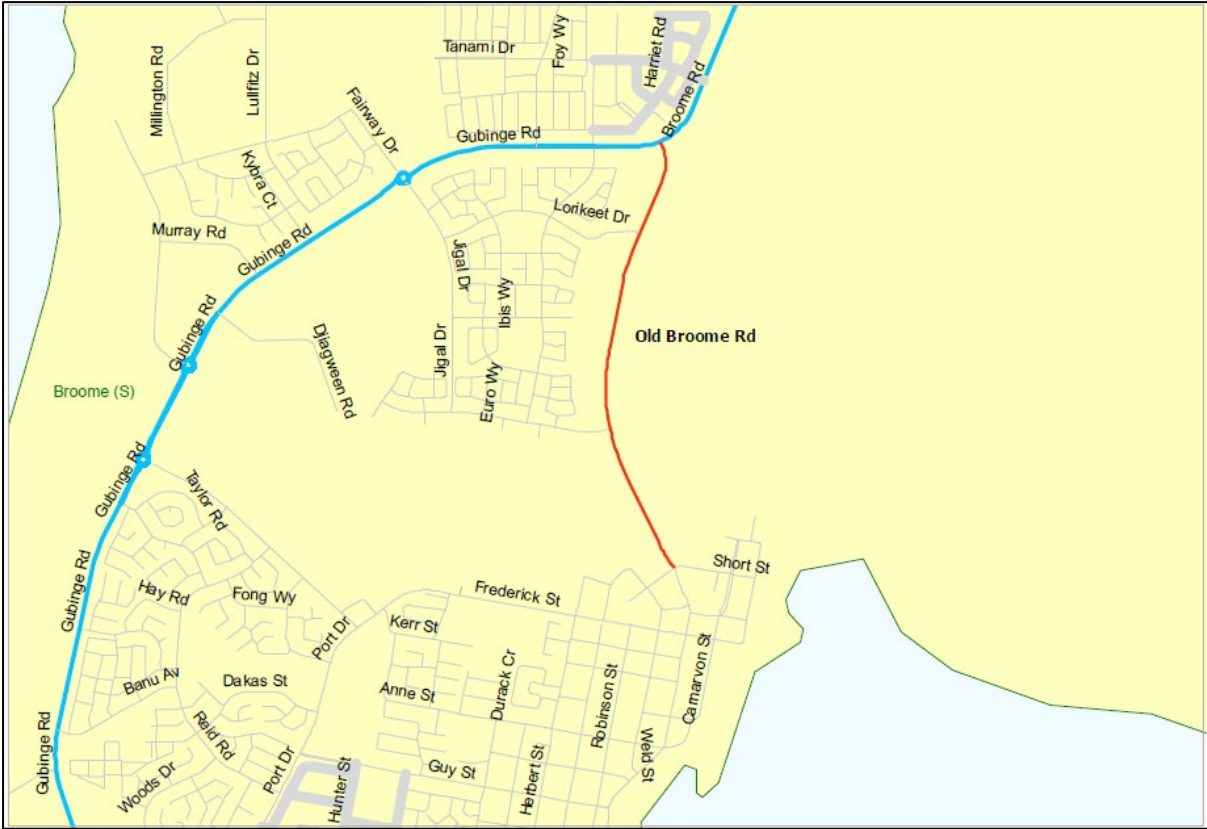 Millington Rd
Lullfitz Dr
Tanami Dr
Foy Wy
Harriet Rd
Broome Rd
Fairway Dr
Gubinge Rd
Kybra Ct
Lorikeet Dr
Murray Rd
Gubinge Rd
Jigal Dr
Ibis Wy
Gubinge Rd
Djiagween Rd
Jigal Dr
Old Broome Rd
Euro Wy
Broome (S)
Gubinge Rd
Taylor Rd
Short St
Gubinge Rd
Hay Rd
Fong Wy
Frederick St
Kerr St
Port Dr
Banu Av
Dakas St
Anne St
Durack Cr
Robinson St
Camarvon St
Gubinge Rd
Reid Rd
Woods Dr
Port Dr
Hunter St
Guy St
Herbert St
Weld St